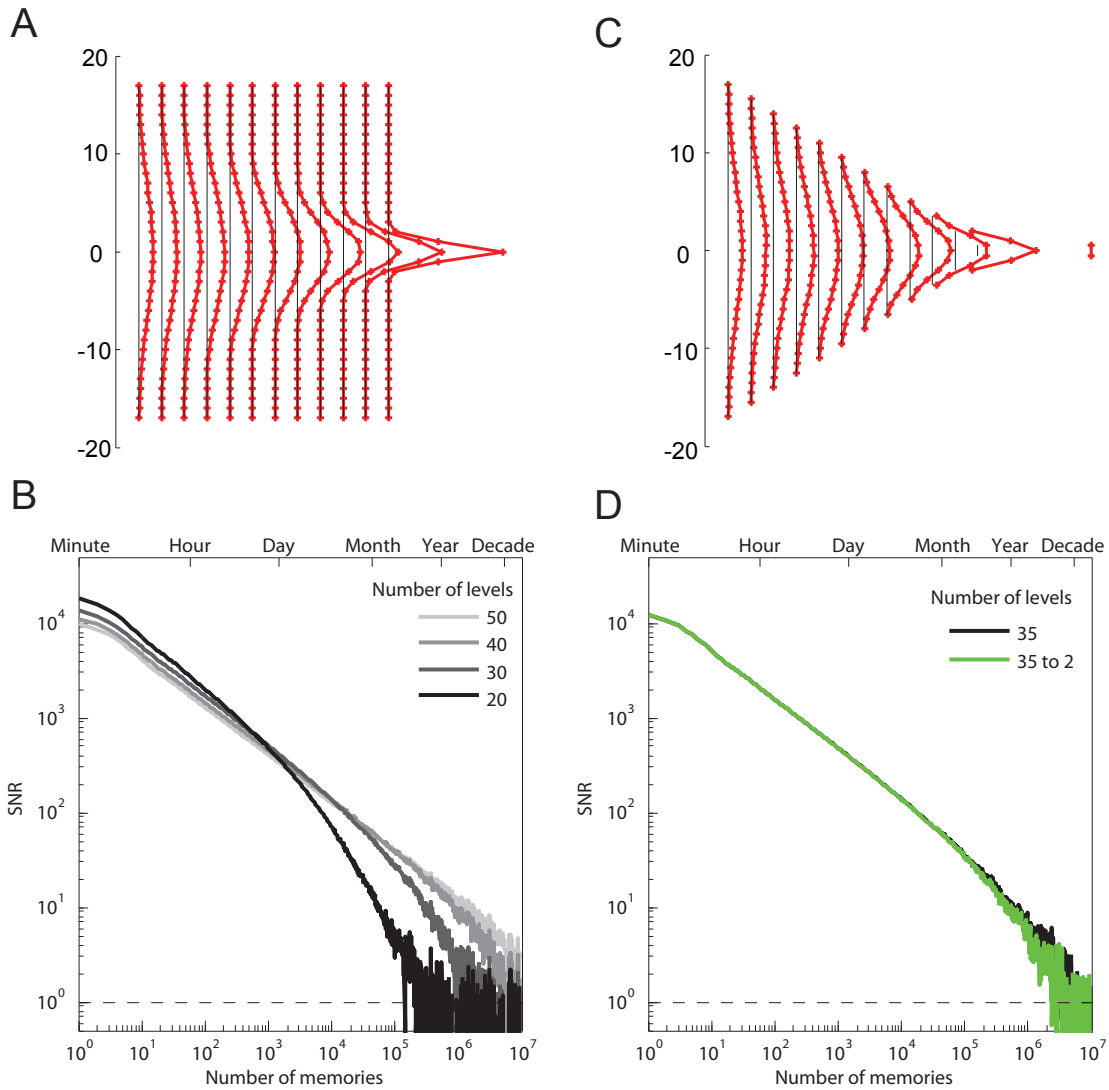 A
20
10
0
-10
-20
C
20
10
0
-10
-20
B
Minute Hour Day Month Year Decade
Number of levels
50
40
30
20
10^4
10^3
10^2
10^1
10^0
SNR
10^0 10^1 10^2 10^3 10^4 10^5 10^6 10^7
Number of memories
D
Minute Hour Day Month Year Decade
Number of levels
35
35 to 2
10^4
10^3
10^2
10^1
10^0
SNR
10^0 10^1 10^2 10^3 10^4 10^5 10^6 10^7
Number of memories